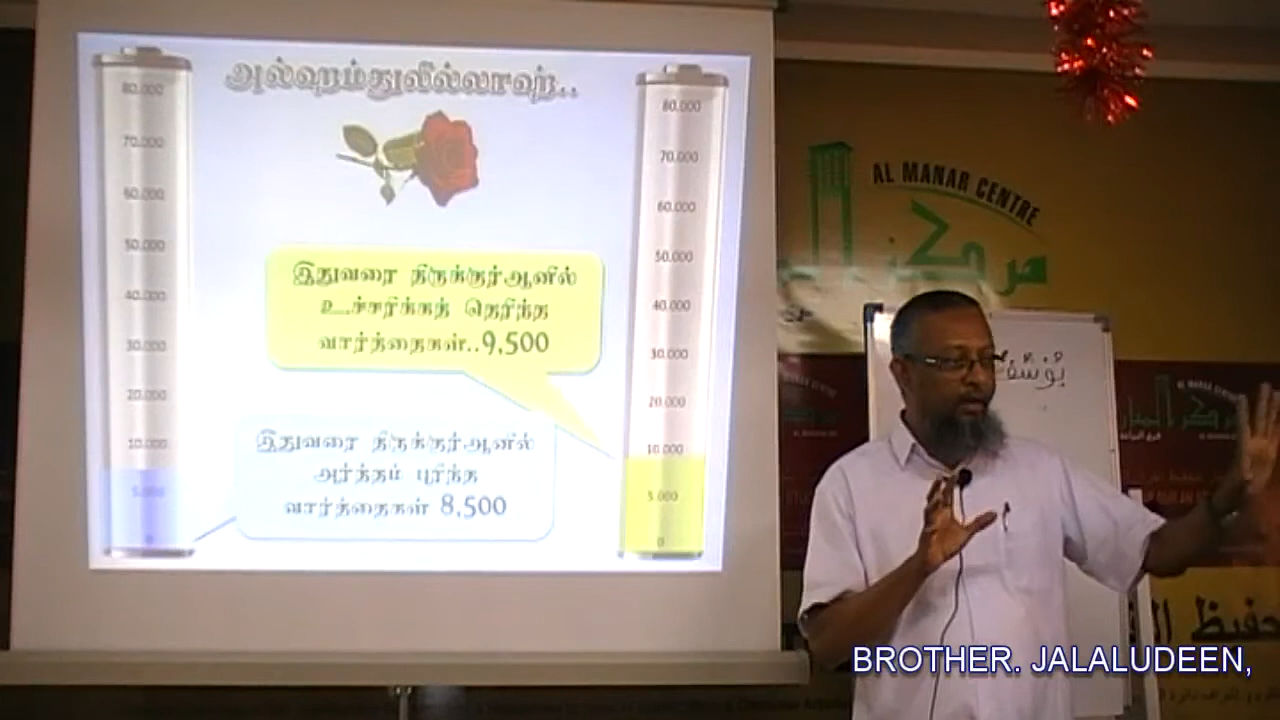 அல்ஹம்துலில்லாஹ்..
80.000
70.000
60.000
50.000
40.000
30.000
20.000
10.000
5.000
0
இதுவரை திருக்குர்ஆனில்
உச்சரிக்கத் தெரிந்த
வார்த்தைகள்..9,500
இதுவரை திருக்குர்ஆனில்
அர்த்தம் புரிந்த
வார்த்தைகள் 8,500
80.000
70.000
60.000
50.000
40.000
30.000
20.000
10.000
5.000
0
AL MANAR CENTRE
BROTHER. JALALUDEEN,